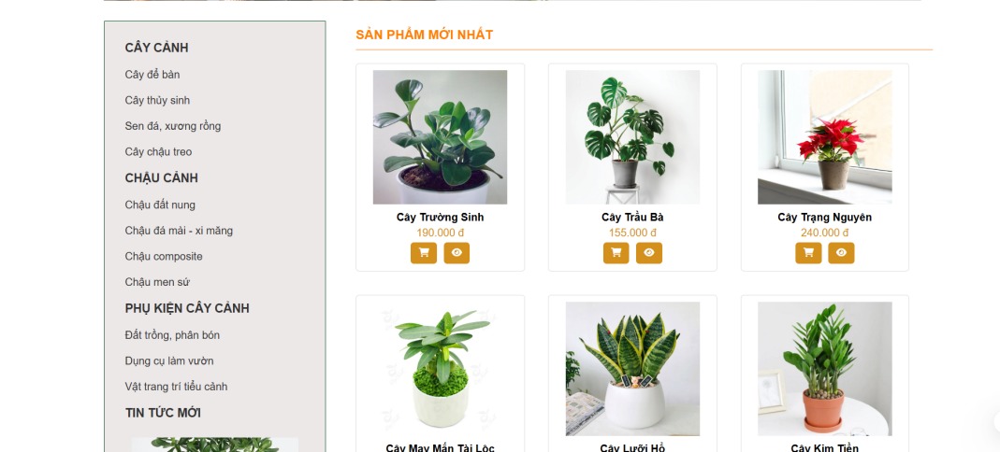 CÂY CẢNH
Cây để bàn
Cây thủy sinh
Sen đá, xương rồng
Cây chậu treo
CHẬU CẢNH
Chậu đất nung
Chậu đá mài - xi măng
Chậu composite
Chậu men sứ
PHỤ KIỆN CÂY CẢNH
Đất trồng, phân bón
Dụng cụ làm vườn
Vật trang trí tiểu cảnh
TIN TỨC MỚI
SẢN PHẨM MỚI NHẤT
Cây Trường Sinh
190.000 đ
Cây Trầu Bà
155.000 đ
Cây Trạng Nguyên
240.000 đ
Cây May Mắn Tài Lộc
Cây Lưỡi Hổ
Cây Kim Tiền